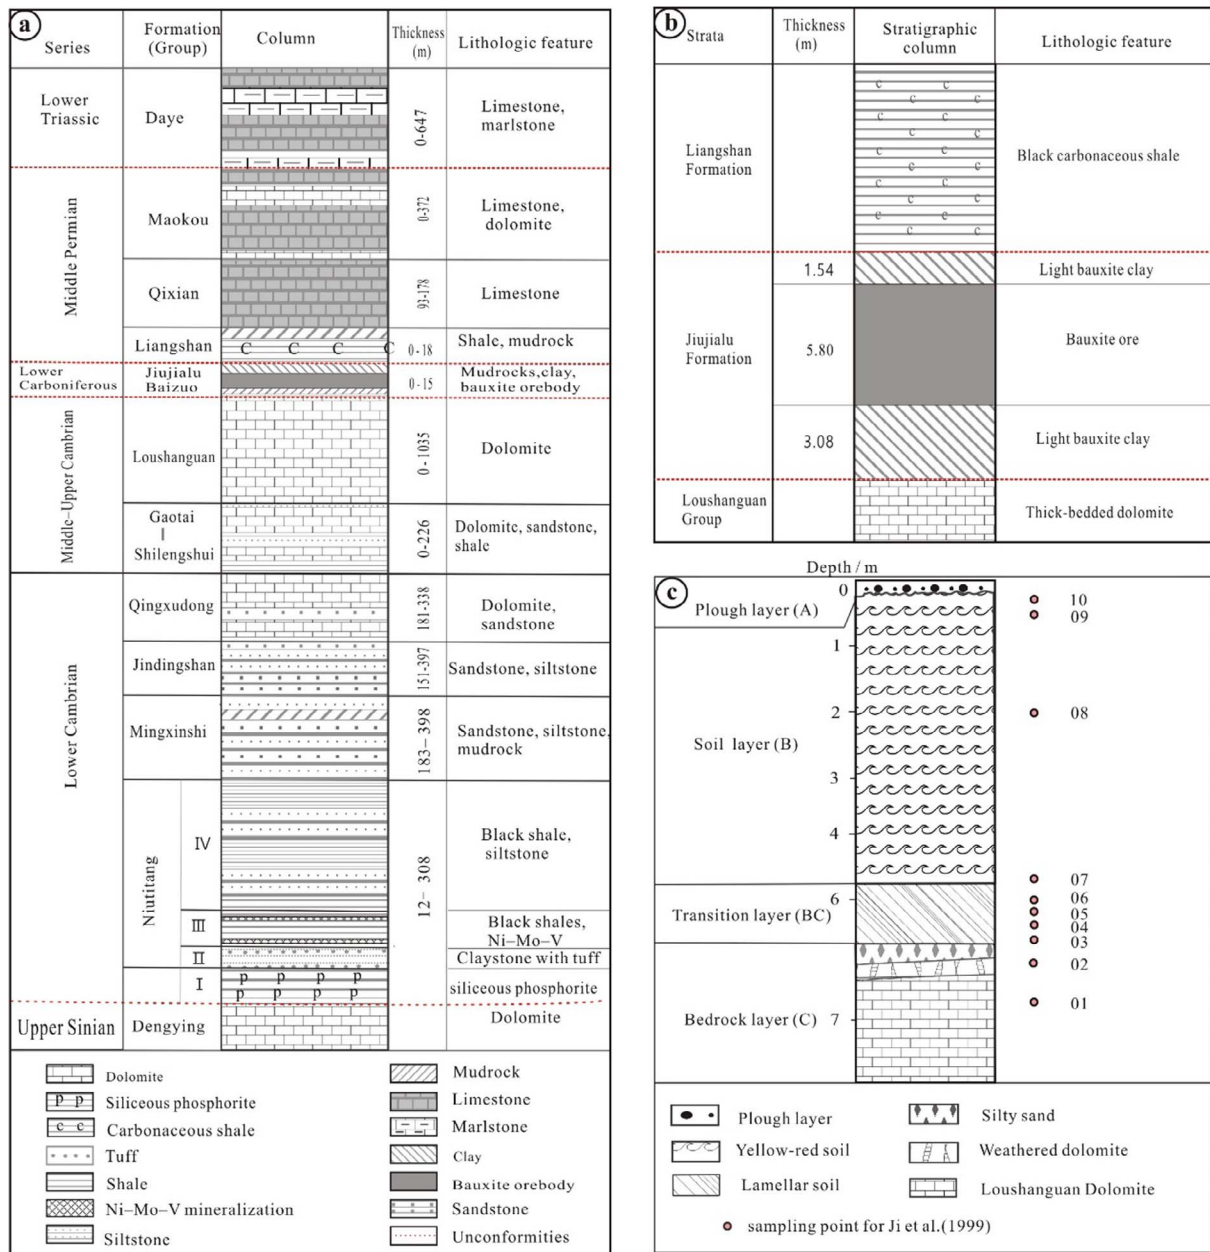 a
Series
Formation
(Group)
Column
Thickness
(m)
Lithologic feature
Lower
Triassic
Daye
0-647
Limestone,
marlstone
Middle Permian
Maokou
0-372
Limestone,
dolomite
Qixian
93-178
Limestone
Liangshan
C C C C
0-18
Shale, mudrock
Lower
Carboniferous
Jiujialu
Baizuo
0-15
Mudrocks,clay,
bauxite orebody
Middle–Upper Cambrian
Loushanguan
0-1035
Dolomite
Gaotai
Shilengshui
0-226
Dolomite, sandstone,
shale
Lower Cambrian
Qingxudong
181-338
Dolomite,
sandstone
Jindingshan
151-397
Sandstone, siltstone
Mingxinshi
183–398
Sandstone, siltstone,
mudrock
Niutitang
12–308
IV
Black shale,
siltstone
III
Black shales,
Ni–Mo–V
II
Claystone with tuff
I
p p p p
p p p p
siliceous phosphorite
Upper Sinian
Dengying
Dolomite
Dolomite
p p
Siliceous phosphorite
c c
Carbonaceous shale
Tuff
Shale
Ni–Mo–V mineralization
Siltstone
Mudrock
Limestone
Marlstone
Clay
Bauxite orebody
Sandstone
Unconformities
b
Strata
Thickness
(m)
Stratigraphic
column
Lithologic feature
Liangshan
Formation
c c
c c
c c
c c
c c
c c
c c
c c
c c
c c
Black carbonaceous shale
Jiujialu
Formation
1.54
Light bauxite clay
5.80
Bauxite ore
3.08
Light bauxite clay
Loushanguan
Group
Thick-bedded dolomite
Depth / m
c
0
Plough layer (A)
10
09
1
2
08
Soil layer (B)
3
4
07
6
06
Transition layer (BC)
05
04
03
02
01
Bedrock layer (C)
7
Plough layer
Yellow-red soil
Lamellar soil
Silty sand
Weathered dolomite
Loushanguan Dolomite
sampling point for Ji et al.(1999)